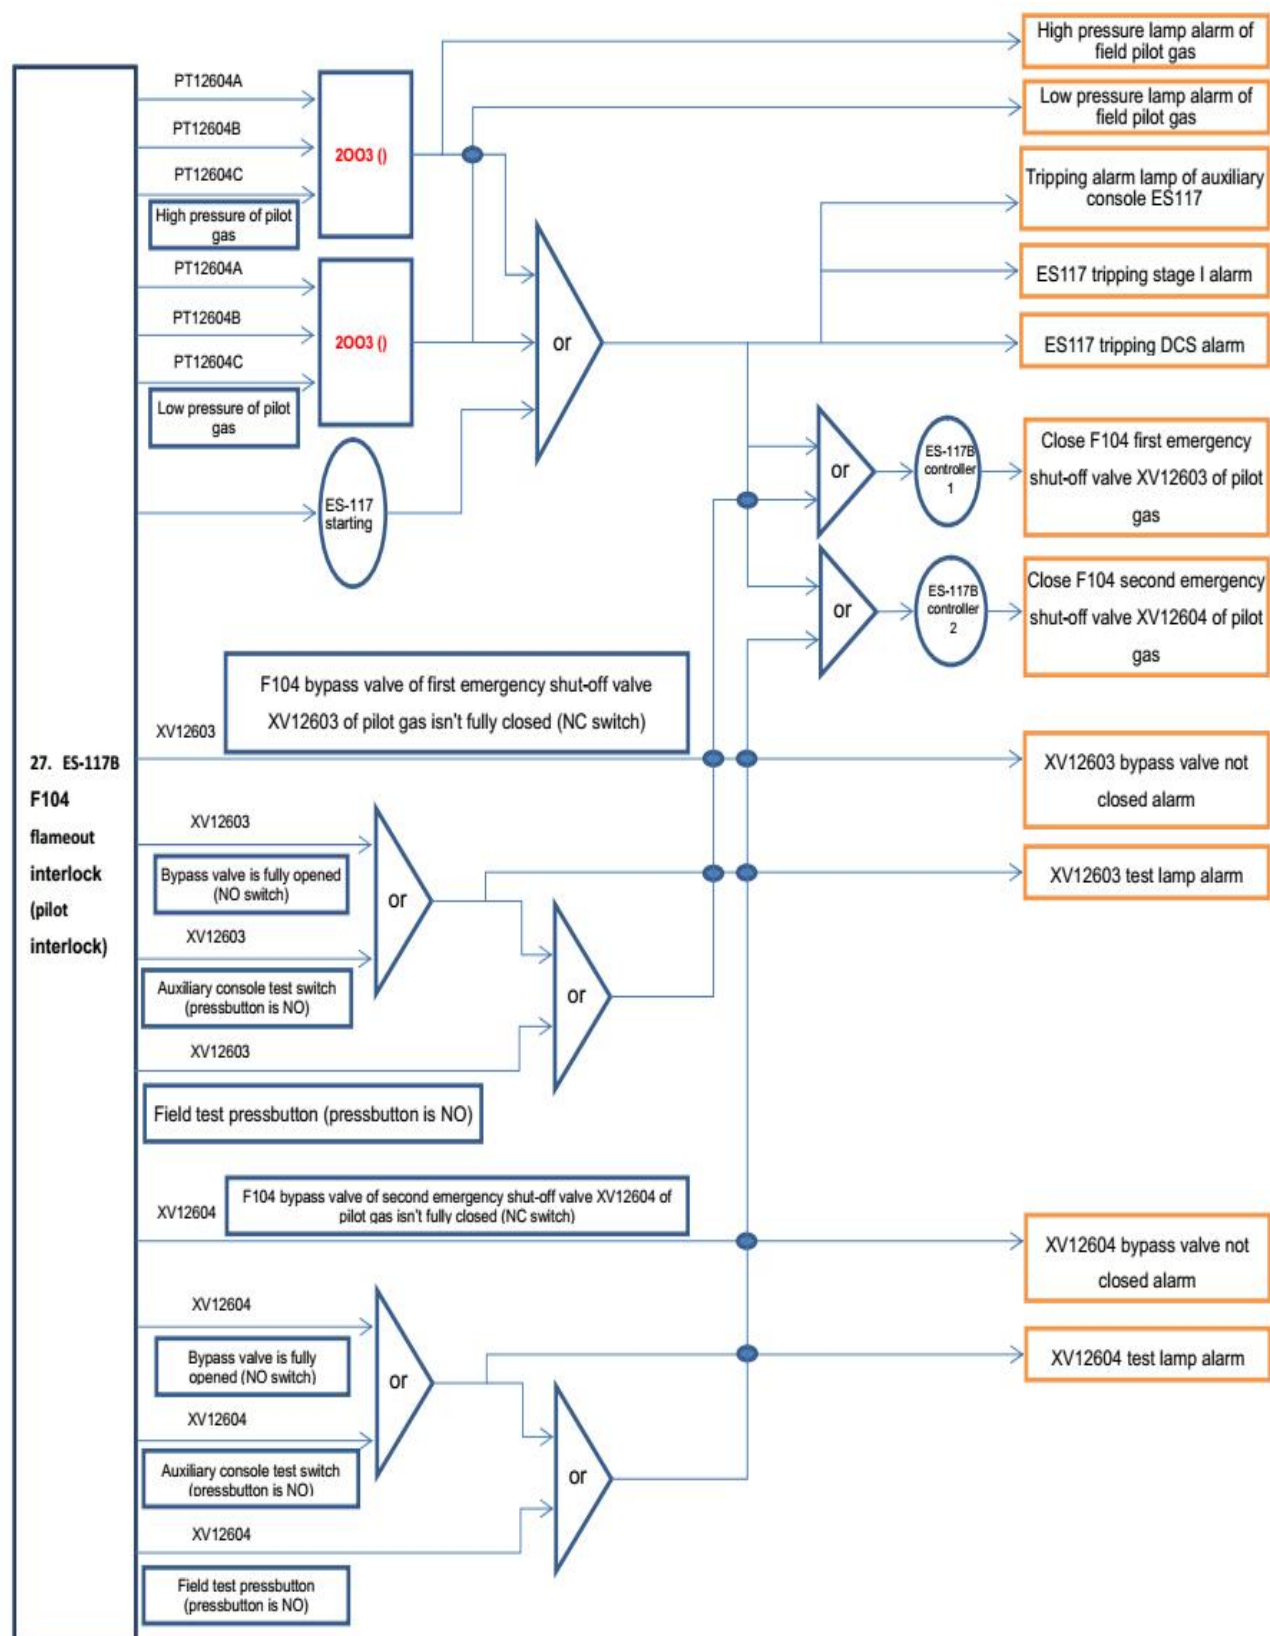 High pressure lamp alarm of
field pilot gas
Low pressure lamp alarm of
field pilot gas
Tripping alarm lamp of auxiliary
console ES117
ES117 tripping stage I alarm
ES117 tripping DCS alarm
PT12604A
PT12604B
PT12604C
High pressure of pilot
gas
2OO3 ()
PT12604A
PT12604B
PT12604C
Low pressure of pilot
gas
2OO3 ()
ES-117
starting
or
or
ES-117B
controller
1
Close F104 first emergency
shut-off valve XV12603 of pilot
gas
or
ES-117B
controller
2
Close F104 second emergency
shut-off valve XV12604 of pilot
gas
27. ES-117B
F104
flameout
interlock
(pilot
interlock)
F104 bypass valve of first emergency shut-off valve
XV12603 of pilot gas isn't fully closed (NC switch)
XV12603
XV12603 bypass valve not
closed alarm
XV12603
Bypass valve is fully opened
(NO switch)
XV12603
Auxiliary console test switch
(pressbutton is NO)
or
XV12603 test lamp alarm
XV12603
Field test pressbutton (pressbutton is NO)
or
F104 bypass valve of second emergency shut-off valve XV12604 of
pilot gas isn't fully closed (NC switch)
XV12604
XV12604 bypass valve not
closed alarm
XV12604
Bypass valve is fully
opened (NO switch)
XV12604
Auxiliary console test switch
(pressbutton is NO)
or
XV12604 test lamp alarm
XV12604
Field test pressbutton
(pressbutton is NO)
or